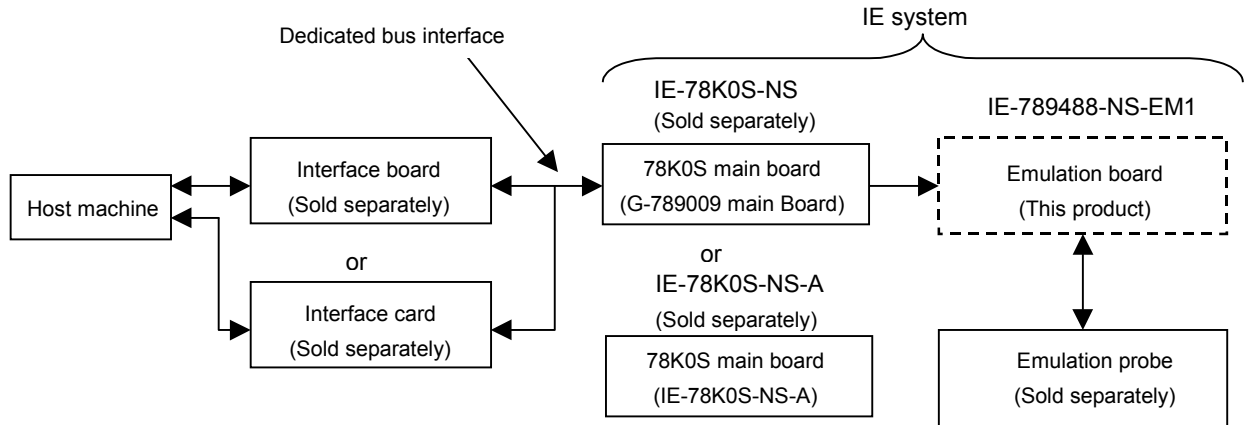 IE system
Dedicated bus interface
IE-78K0S-NS
(Sold separately)
IE-789488-NS-EM1
Host machine
Interface board
(Sold separately)
or
Interface card
(Sold separately)
78K0S main board
(G-789009 main Board)
or
IE-78K0S-NS-A
(Sold separately)
78K0S main board
(IE-78K0S-NS-A)
Emulation board
(This product)
Emulation probe
(Sold separately)